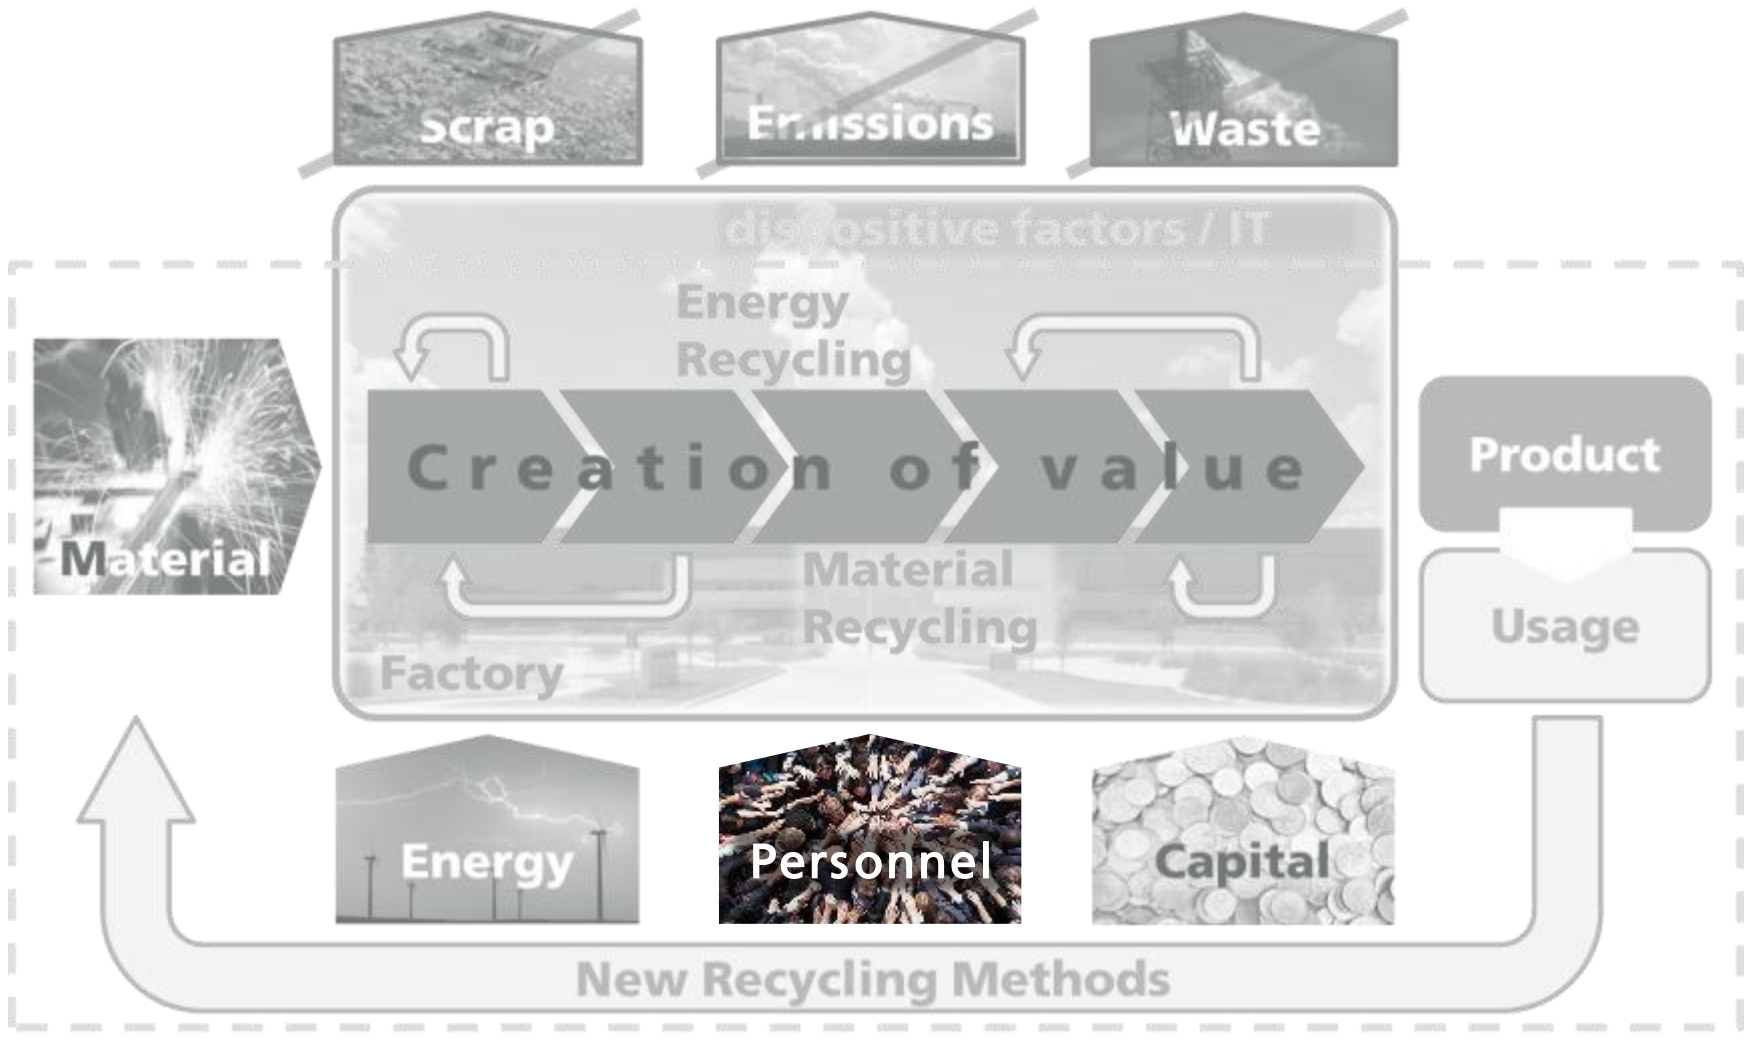 Scrap
Emissions
Waste
dispositive factors / IT
Energy
Recycling
Creation of value
Material
Product
Material
Recycling
Usage
Factory
Energy
Personnel
Capital
New Recycling Methods